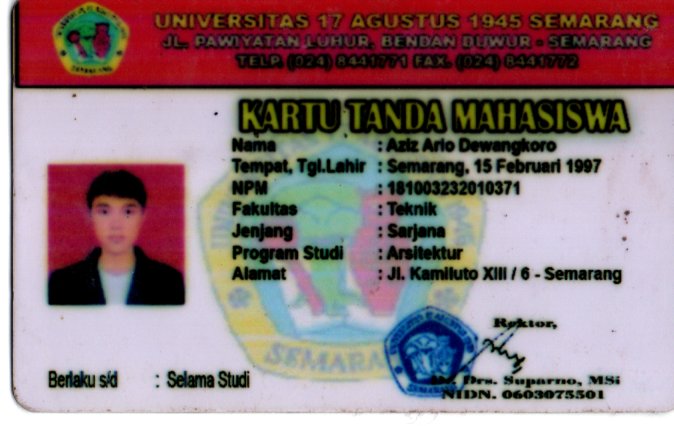 UNIVERSITAS 17 AGUSTUS 1945 SEMARANG
JL. PAWIYATAN LUHUR, BENDAN DUWUR - SEMARANG
TELP. (024) 8441771 FAX. (024) 8441772
KARTU TANDA MAHASISWA
Nama : Aziz Ario Dewangkoro
Tempat, Tgl.Lahir : Semarang, 15 Februari 1997
NPM : 181003232010371
Fakultas : Teknik
Jenjang : Sarjana
Program Studi : Arsitektur
Alamat : Jl. Kamiluto XIII / 6 - Semarang
SEMARANG
Rektor,
Berlaku s/d : Selama Studi
Drs. Suparno, MSi
NIDN. 0603075501